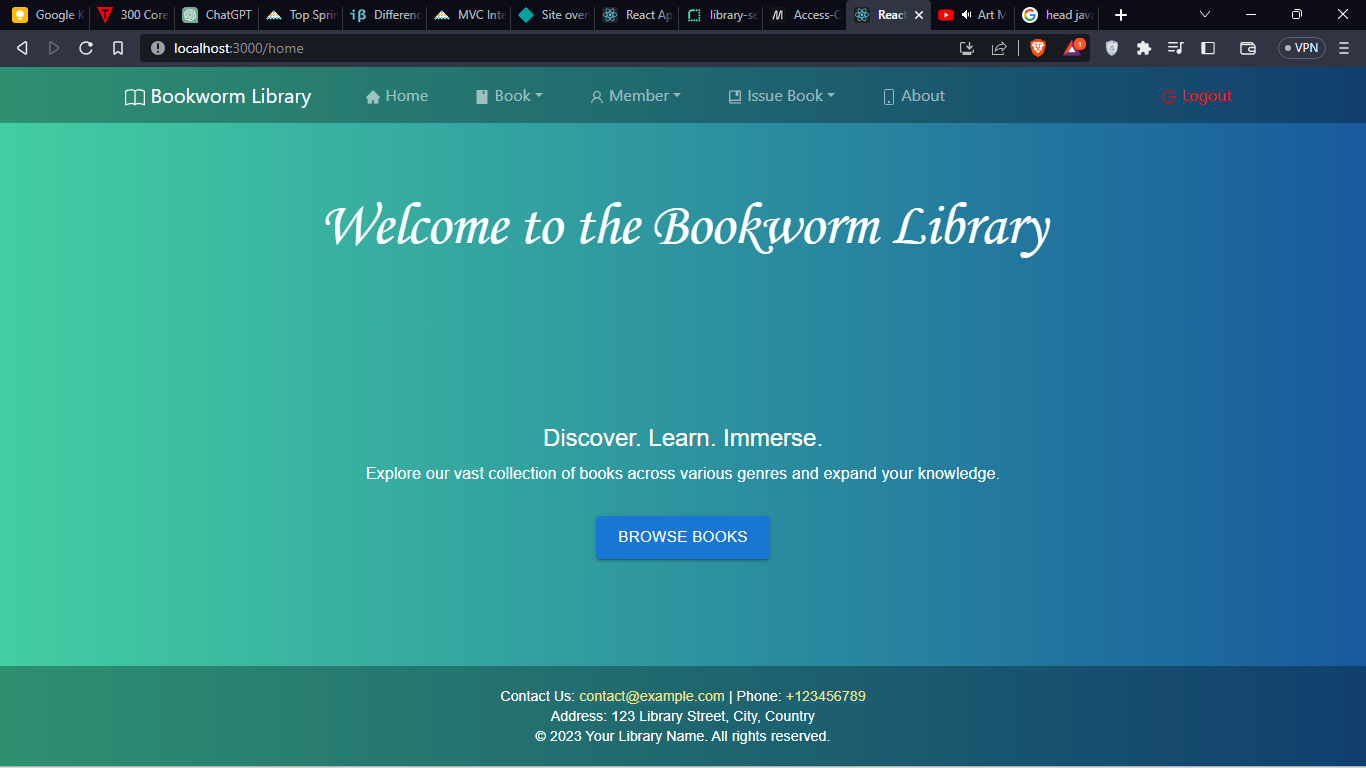 Google K 300 Core ChatGPT Top Sprin Differenc MVC Inte Site over React Ap library-se Access-C React Art M head java
localhost:3000/home 1 VPN
Bookworm Library Home Book Member Issue Book About Logout
Welcome to the Bookworm Library
Discover. Learn. Immerse.
Explore our vast collection of books across various genres and expand your knowledge.
BROWSE BOOKS
Contact Us: contact@example.com | Phone: +123456789
Address: 123 Library Street, City, Country
© 2023 Your Library Name. All rights reserved.